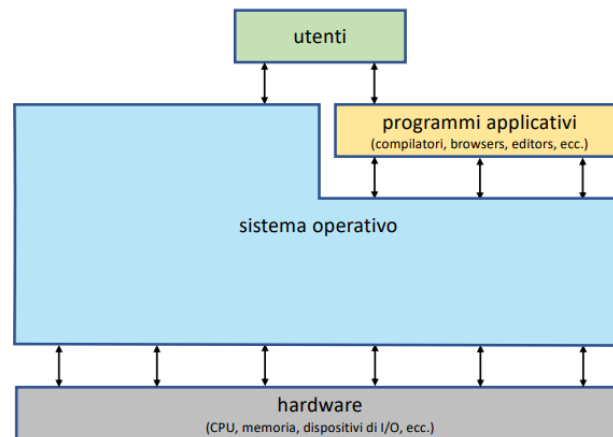 utenti
programmi applicativi
(compilatori, browsers, editors, ecc.)
sistema operativo
hardware
(CPU, memoria, dispositivi di I/O, ecc.)